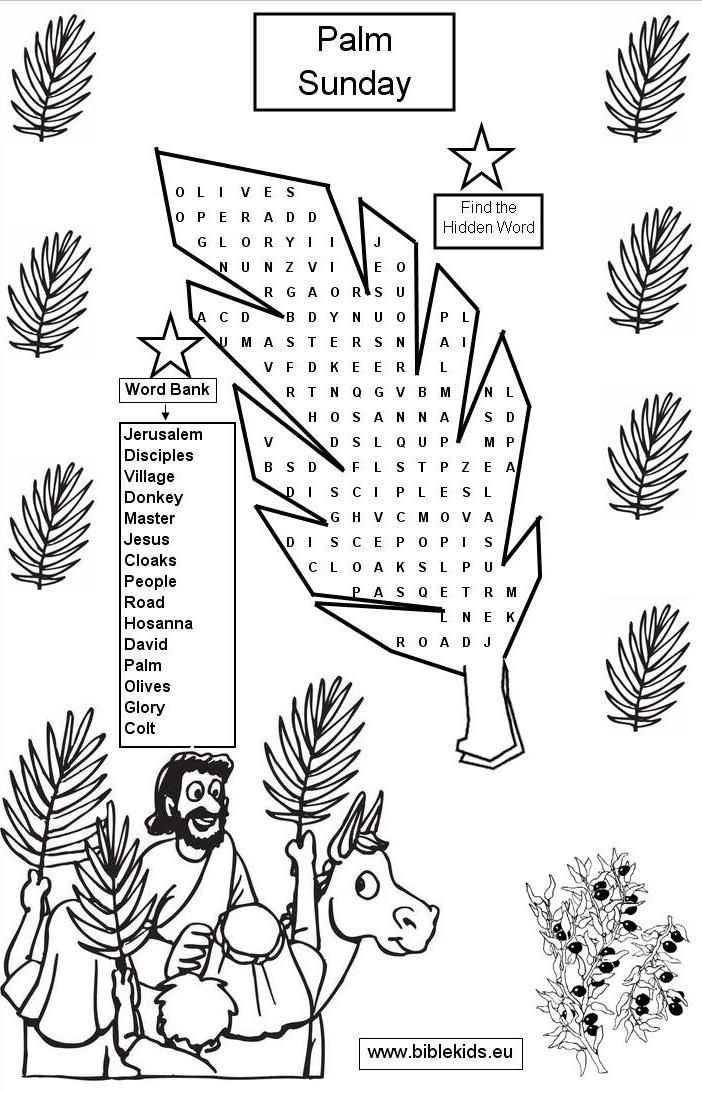 Palm
Sunday
Find the
Hidden Word
O L I V E S
O P E R A D D
G L O R Y I I J
N U N Z V I E O
R G A O R S U
A C D B D Y N U O P L
U M A S T E R S N A I
V F D K E E R L
R T N Q G V B M N L
H O S A N N A S D
V D S L Q U P M P
B S D F L S T P Z E A
D I S C I P L E S L
G H V C M O V A
D I S C E P O P I S
C L O A K S L P U
P A S Q E T R M
L N E K
R O A D J
Word Bank
Jerusalem
Disciples
Village
Donkey
Master
Jesus
Cloaks
People
Road
Hosanna
David
Palm
Olives
Glory
Colt
www.biblekids.eu